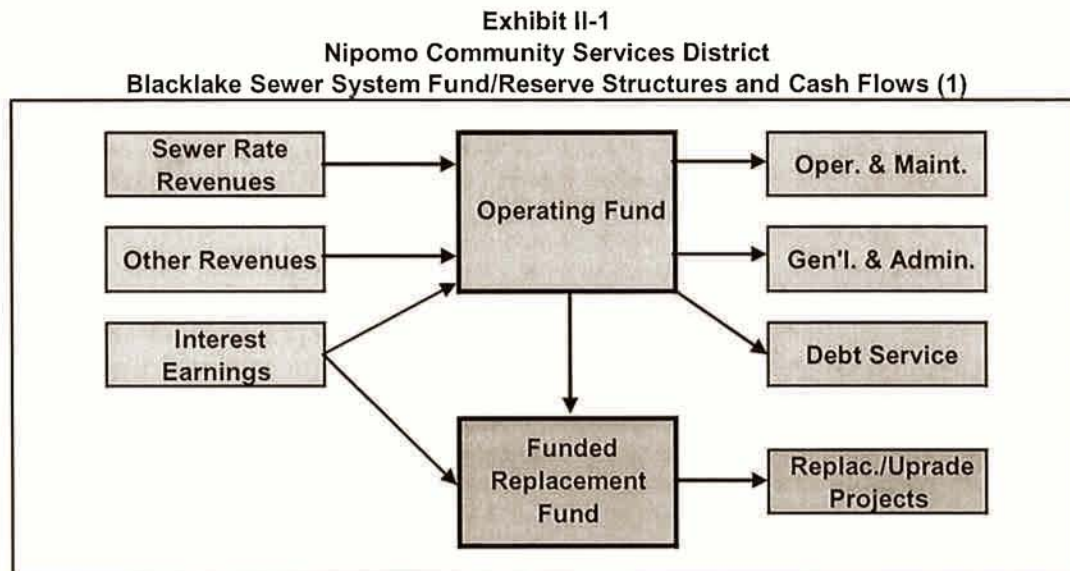 Exhibit II-1
Nipomo Community Services District
Blacklake Sewer System Fund/Reserve Structures and Cash Flows (1)
Sewer Rate
Revenues
Other Revenues
Interest
Earnings
Operating Fund
Funded
Replacement
Fund
Oper. & Maint.
Gen'l. & Admin.
Debt Service
Replac./Uprade
Projects